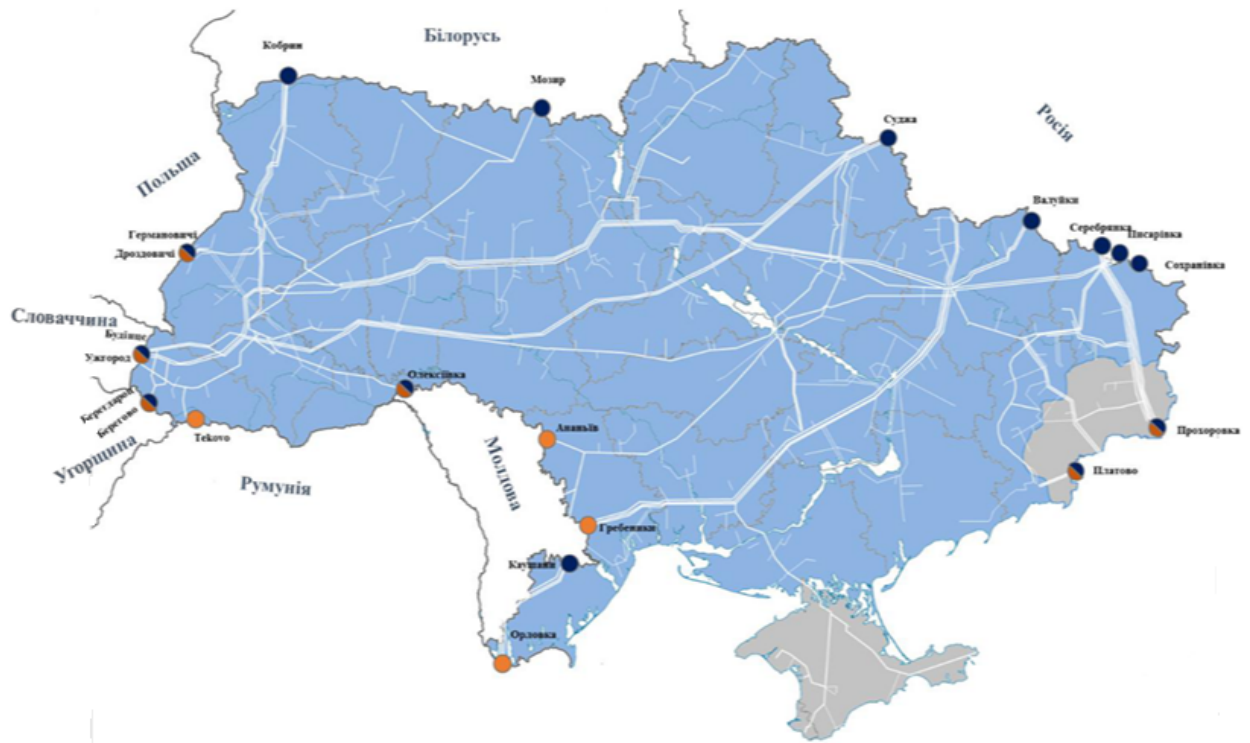 Білорусь
Кобрин
Мозир
Суджа
Росія
Польща
Валуйки
Серебрянка
Писарівка
Сохранівка
Германовичі
Дроздовичі
Словаччина
Будінце
Ужгород
Олексіївка
Берегдароц
Берегово
Tekovo
Угорщина
Румунія
Молдова
Ананьїв
Прохоровка
Платово
Гребеники
Каушани
Орловка